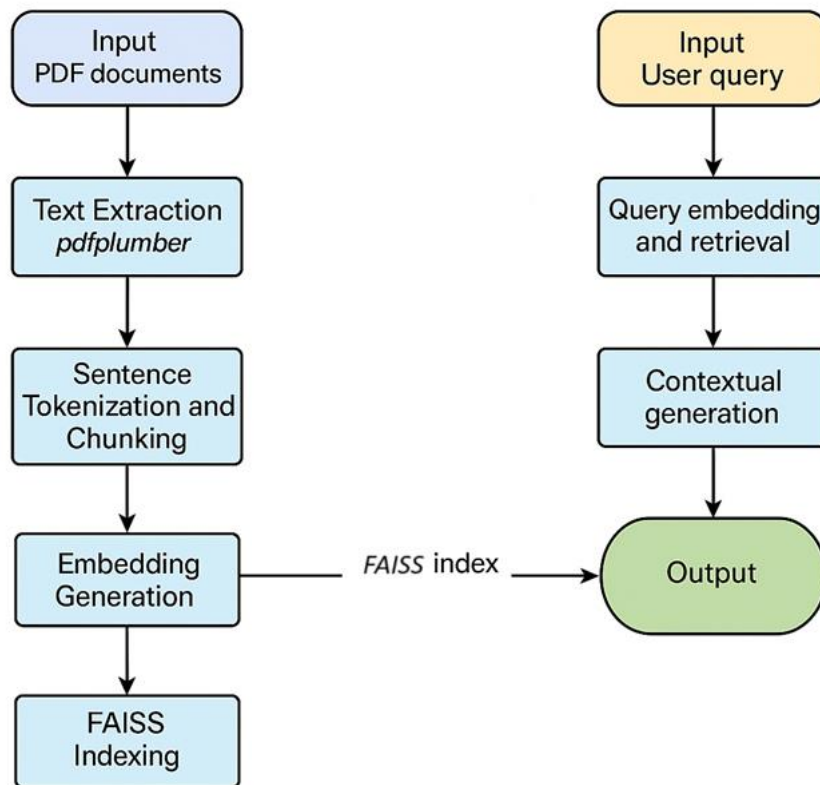 Input
PDF documents
Text Extraction
pdfplumber
Sentence
Tokenization and
Chunking
Embedding
Generation
FAISS
Indexing
FAISS index
Input
User query
Query embedding
and retrieval
Contextual
generation
Output